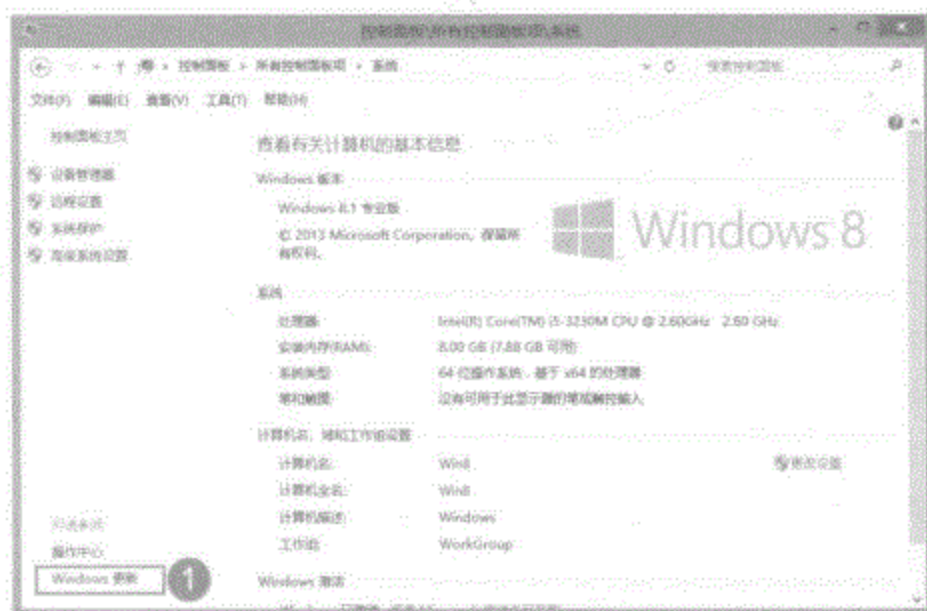 控制面板\所有控制面板项\系统
控制面板 › 所有控制面板项 › 系统
搜索控制面板
文件(F) 编辑(E) 查看(V) 工具(T) 帮助(H)
控制面板主页
设备管理器
远程设置
系统保护
高级系统设置
查看有关计算机的基本信息
Windows 版本
Windows 8.1 专业版
© 2013 Microsoft Corporation。保留所
有权利。
Windows 8
系统
处理器: Intel(R) Core(TM) i5-3230M CPU @ 2.60GHz 2.60 GHz
安装内存(RAM): 8.00 GB (7.88 GB 可用)
系统类型: 64 位操作系统，基于 x64 的处理器
笔和触摸: 没有可用于此显示器的笔或触控输入
计算机名、域和工作组设置
计算机名: Win8
更改设置
计算机全名: Win8
计算机描述: Windows
工作组: WorkGroup
Windows 激活
另请参阅
操作中心
Windows 更新
1